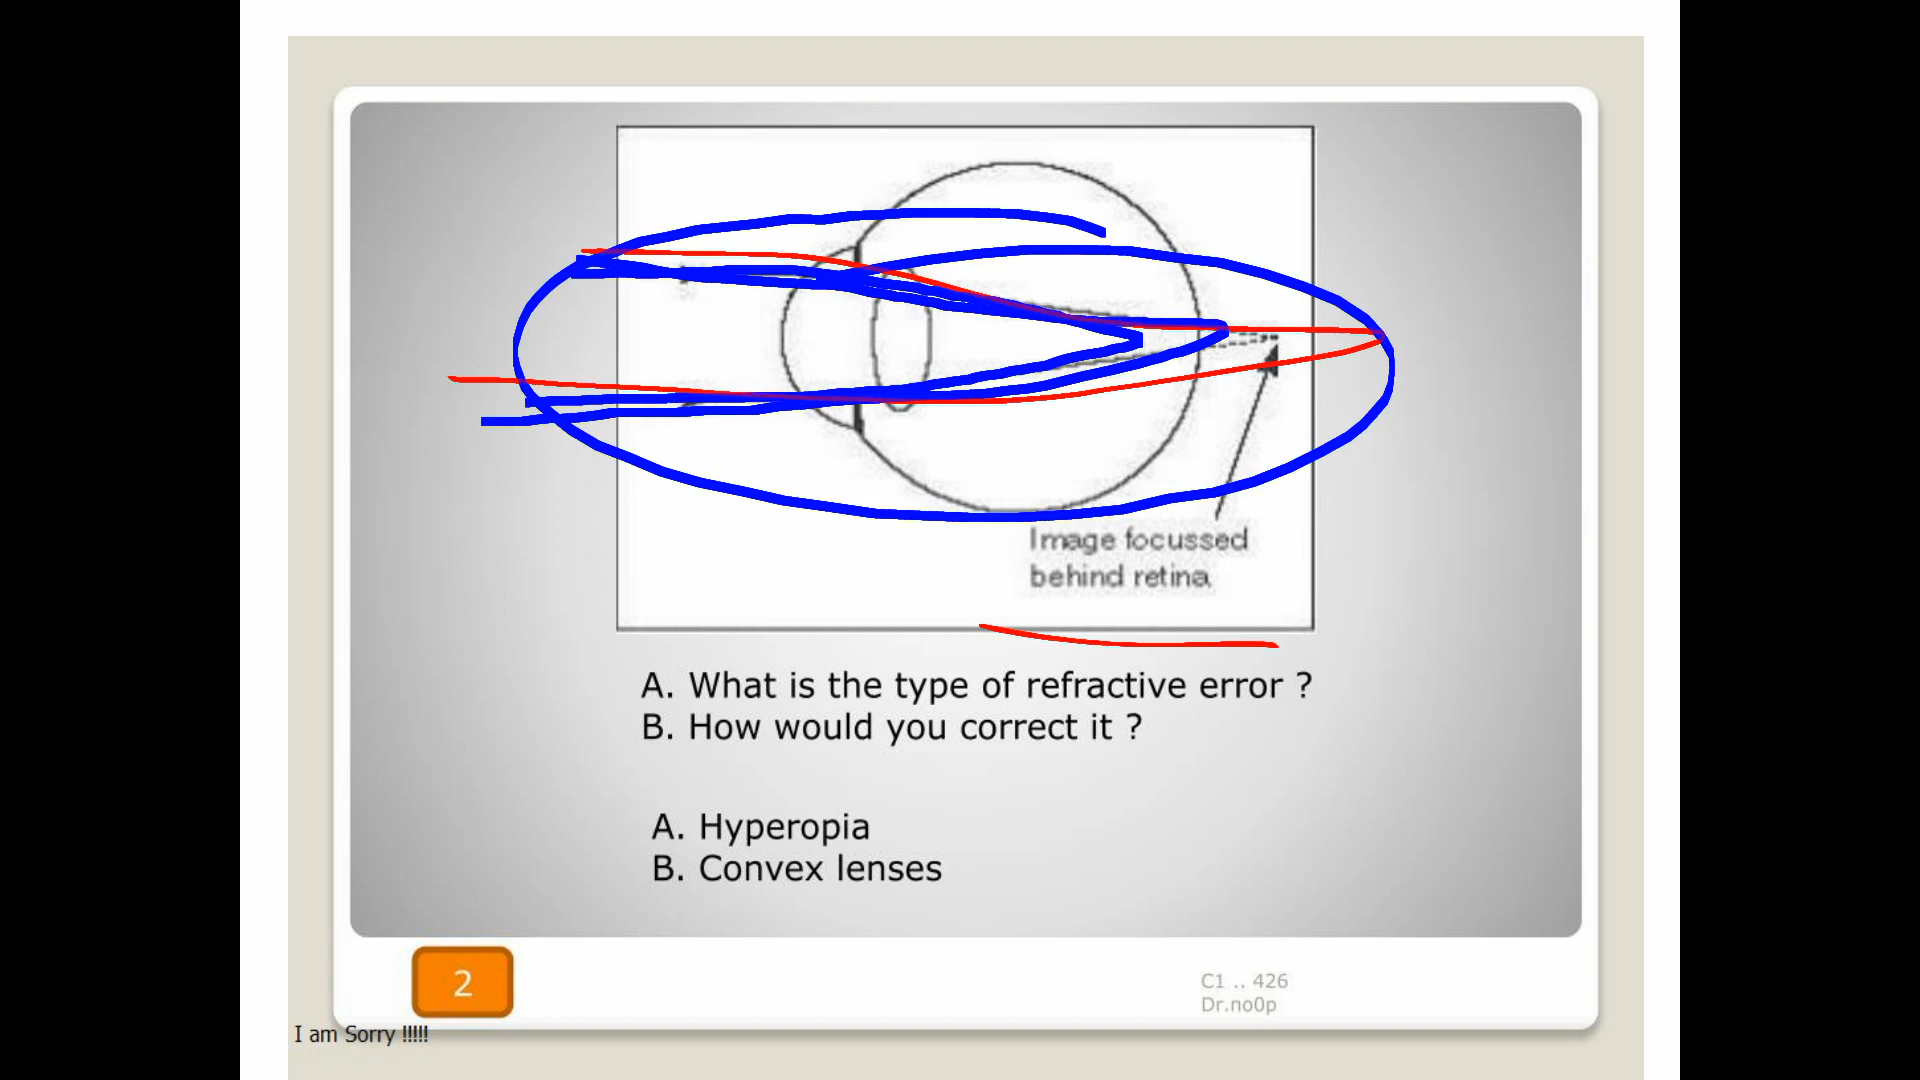 Image focussed
behind retina
A. What is the type of refractive error ?
B. How would you correct it ?
A. Hyperopia
B. Convex lenses
2
C1 .. 426
Dr.no0p
I am Sorry !!!!!